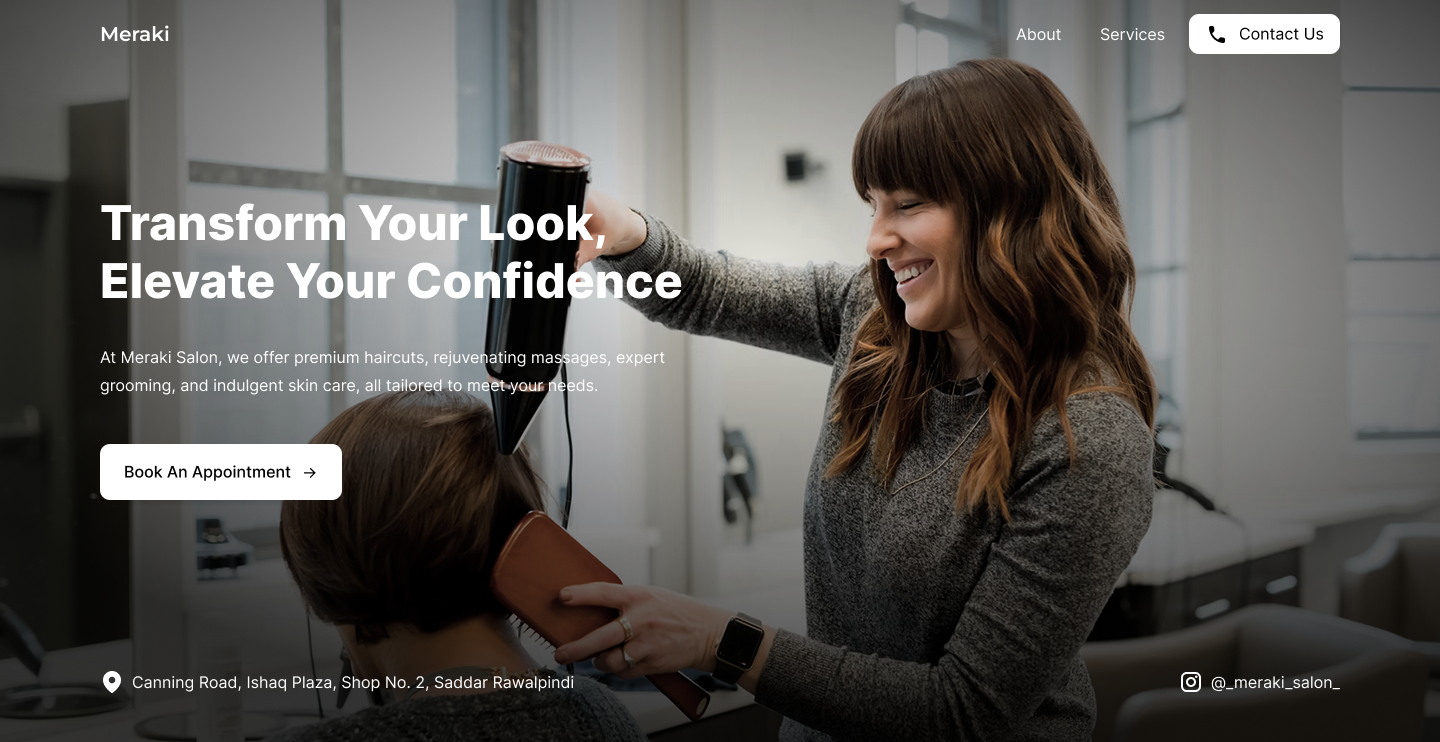 Meraki
About
Services
Contact Us
Transform Your Look,
Elevate Your Confidence
At Meraki Salon, we offer premium haircuts, rejuvenating massages, expert
grooming, and indulgent skin care, all tailored to meet your needs.
Book An Appointment →
Canning Road, Ishaq Plaza, Shop No. 2, Saddar Rawalpindi
@_meraki_salon_